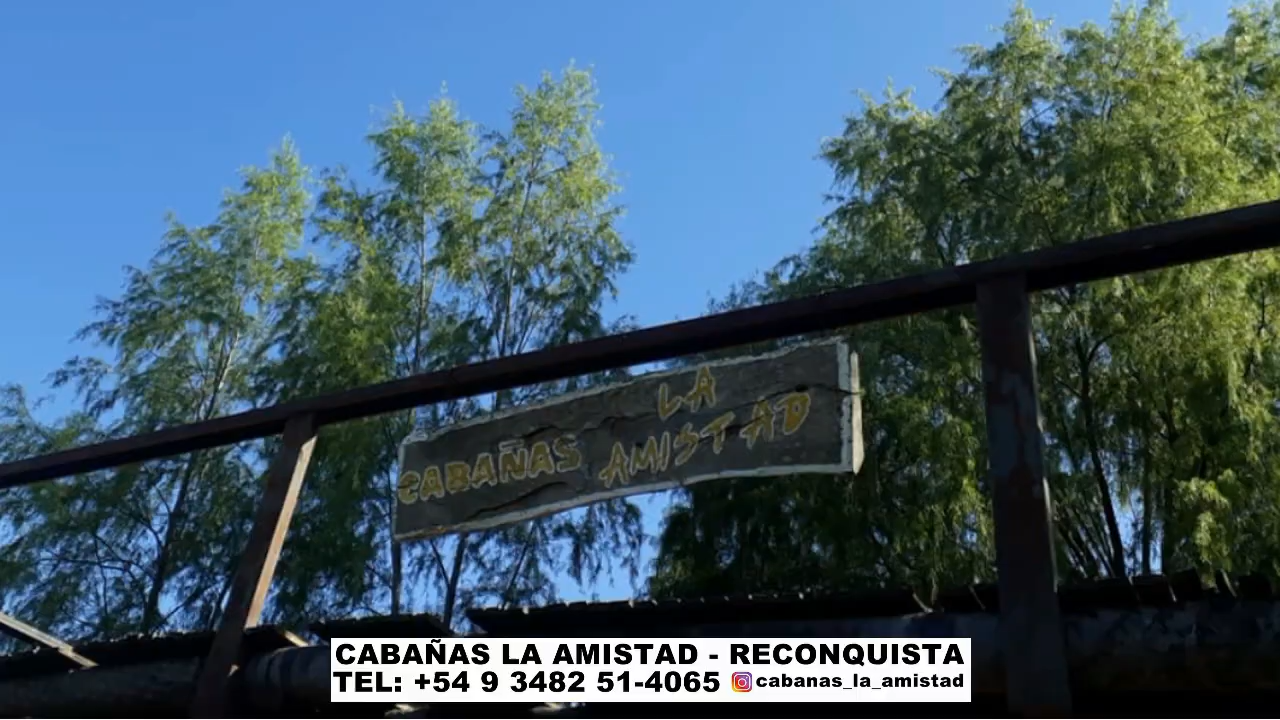 LA
CABAÑAS AMISTAD
CABAÑAS LA AMISTAD - RECONQUISTA
TEL: +54 9 3482 51-4065 cabanas_la_amistad